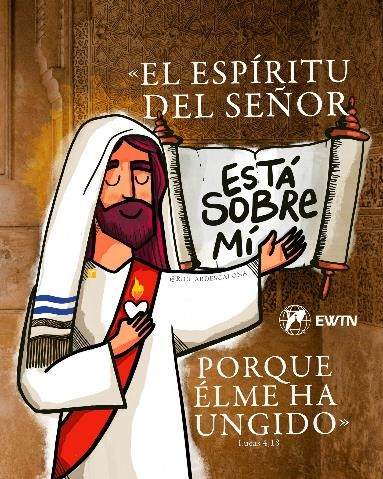 «EL ESPÍRITU
DEL SEÑOR
ESTÁ
SOBRE
MÍ
EWTN
PORQUE
ÉLME HA
UNGIDO»
Lucas 4,18